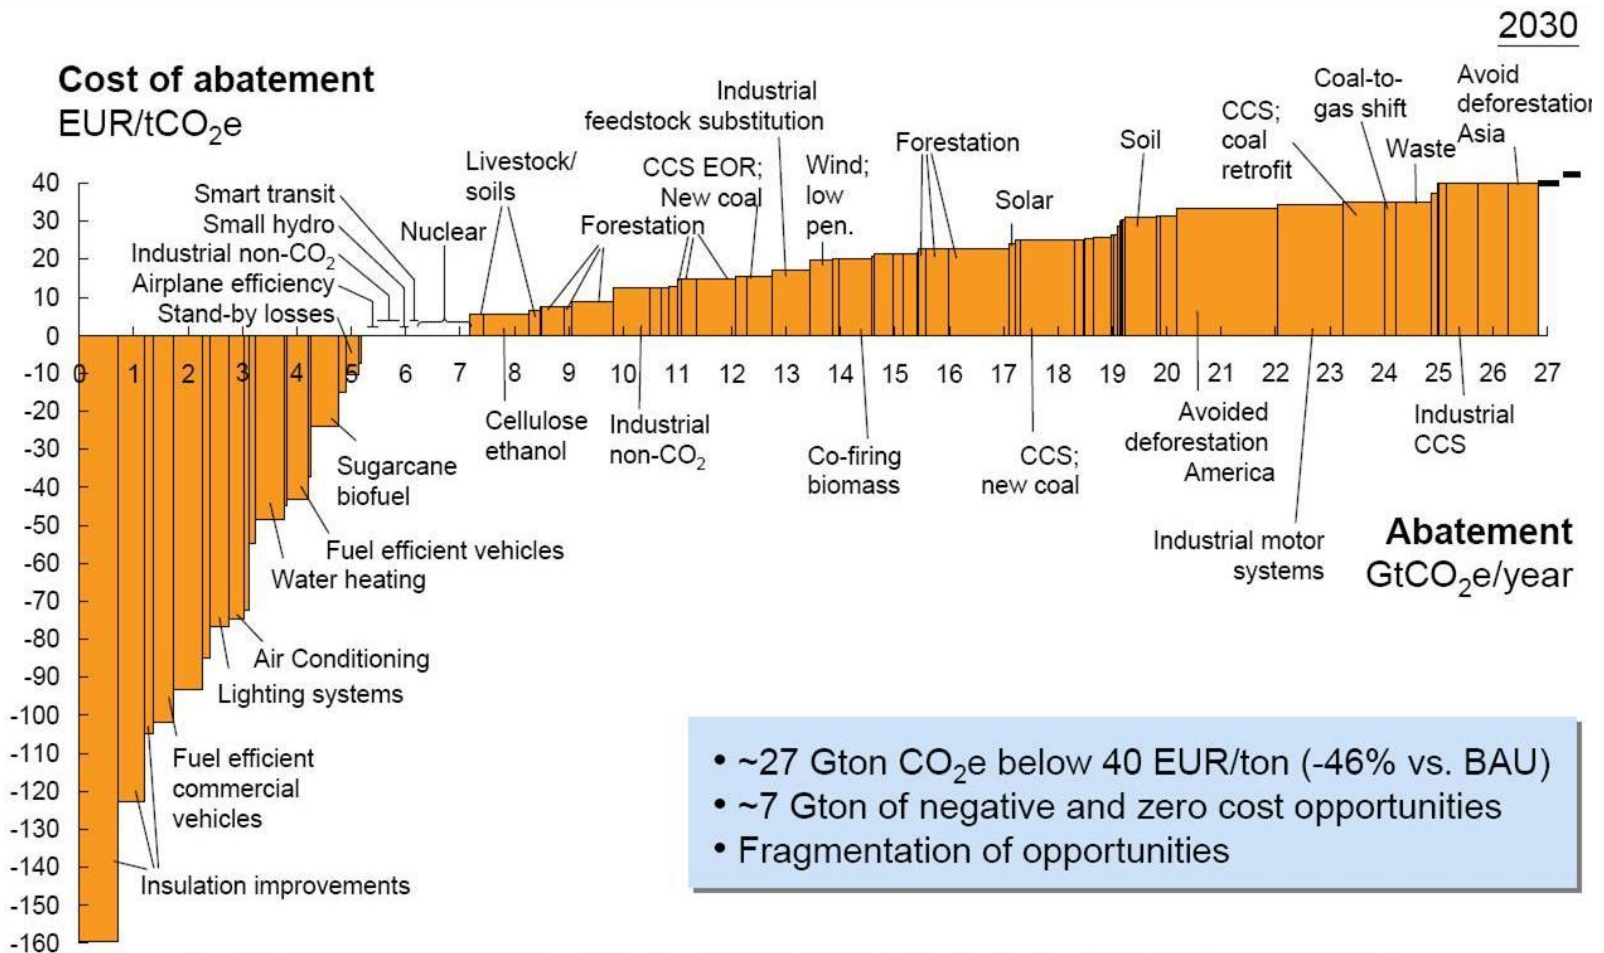 2030
Cost of abatement
EUR/tCO₂e
Industrial
feedstock substitution
Coal-to-
gas shift
Avoid
deforestation
Asia
CCS;
coal
retrofit
Livestock/
soils
CCS EOR;
New coal
Wind;
low
pen.
Forestation
Soil
Waste
Solar
Smart transit
Small hydro
Industrial non-CO₂
Airplane efficiency
Stand-by losses
Nuclear
Forestation
40
30
20
10
0
-10
-20
-30
-40
-50
-60
-70
-80
-90
-100
-110
-120
-130
-140
-150
-160
0 1 2 3 4 5 6 7 8 9 10 11 12 13 14 15 16 17 18 19 20 21 22 23 24 25 26 27
Cellulose
ethanol
Industrial
non-CO₂
Co-firing
biomass
CCS;
new coal
Avoided
deforestation
America
Industrial
CCS
Industrial motor
systems
Sugarcane
biofuel
Fuel efficient vehicles
Water heating
Air Conditioning
Lighting systems
Fuel efficient
commercial
vehicles
Insulation improvements
Abatement
GtCO₂e/year
• ~27 Gton CO₂e below 40 EUR/ton (-46% vs. BAU)
• ~7 Gton of negative and zero cost opportunities
• Fragmentation of opportunities